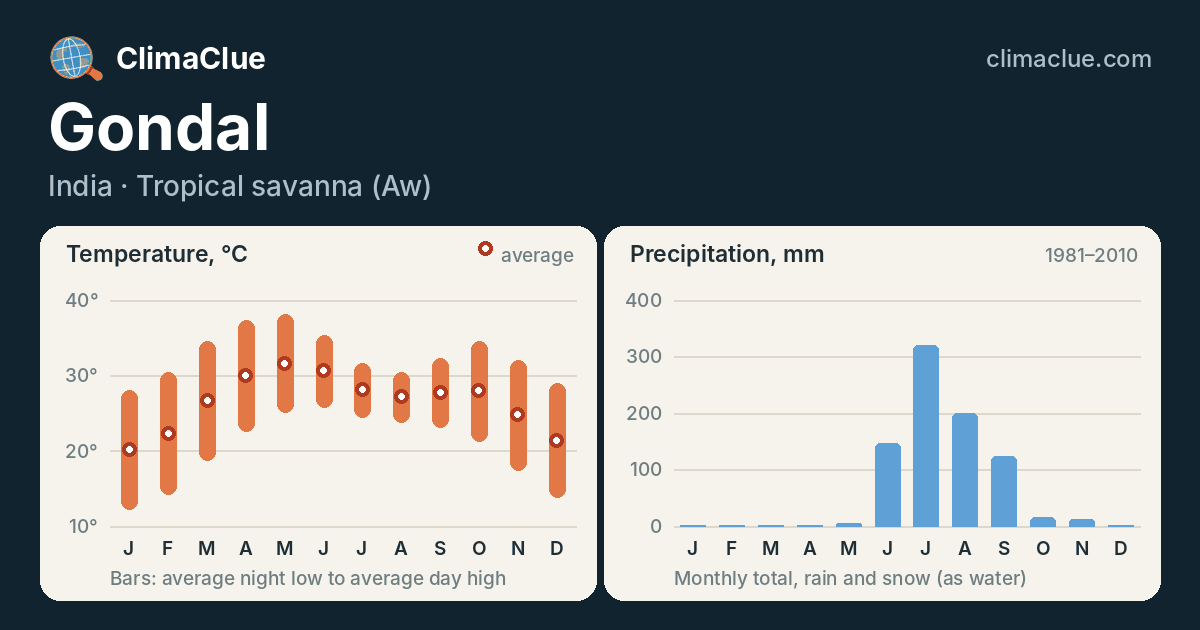 ClimaClue
climaclue.com
Gondal
India · Tropical savanna (Aw)
Temperature, °C
average
40°
30°
20°
10°
J F M A M J J A S O N D
Bars: average night low to average day high
Precipitation, mm
1981–2010
400
300
200
100
0
J F M A M J J A S O N D
Monthly total, rain and snow (as water)